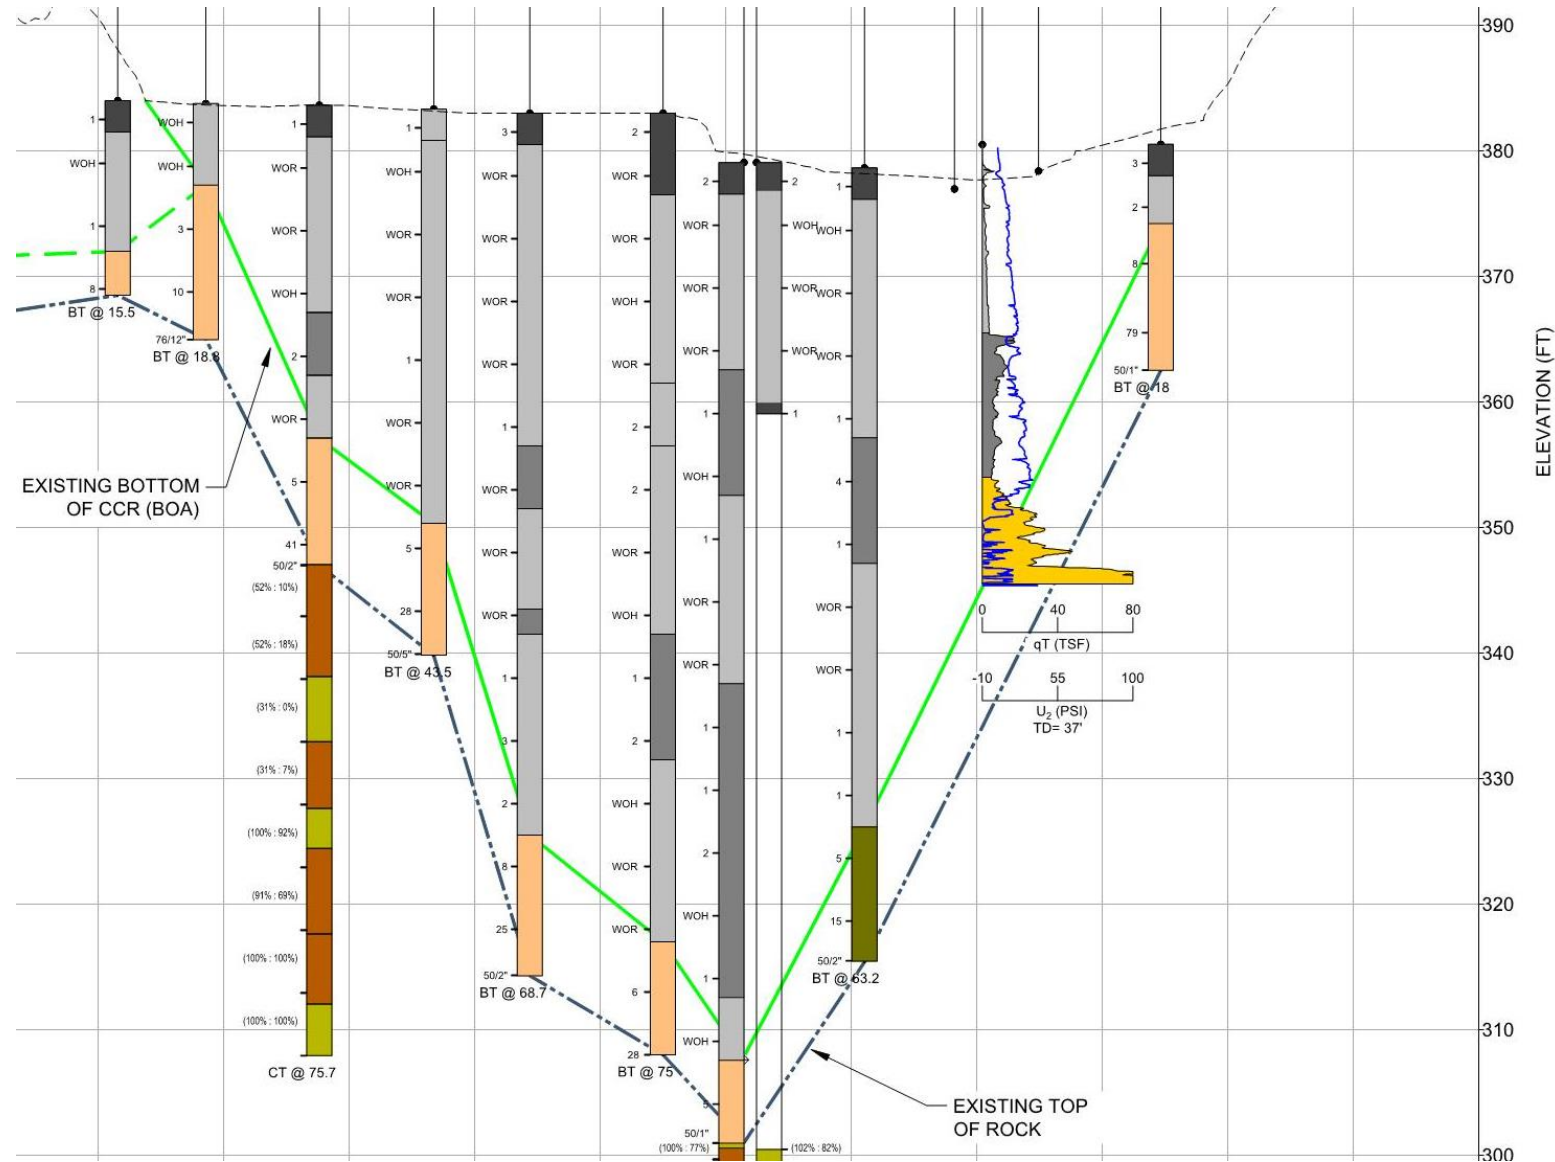 1
WOH
1
8
BT @ 15.5
WOH
WOH
3
10
76/12"
BT @ 18.8
EXISTING BOTTOM
OF CCR (BOA)
1
WOR
WOR
WOH
2
WOR
5
41
50/2"
(52% : 10%)
(52% : 18%)
(31% : 0%)
(31% : 7%)
(100% : 92%)
(91% : 69%)
(100% : 100%)
(100% : 100%)
CT @ 75.7
1
WOH
WOR
WOR
1
WOR
WOR
5
28
50/5"
BT @ 43.5
3
WOR
WOR
WOR
WOR
1
WOR
WOR
WOR
1
3
2
8
25
50/2"
BT @ 68.7
2
WOR
WOR
WOH
WOR
2
2
WOR
WOH
1
2
WOH
WOR
WOR
6
28
BT @ 75
2
WOR
WOR
WOR
1
WOH
1
WOR
WOR
1
1
2
WOH
1
WOH
5
50/1"
(100% : 77%)
2
WOH
WOR
WOR
1
(102% : 82%)
1
WOH
WOR
WOR
1
4
1
WOR
WOR
1
1
5
15
50/2"
BT @ 63.2
0 40 80
qT (TSF)
-10 55 100
U2 (PSI)
TD= 37'
EXISTING TOP
OF ROCK
3
2
8
79
50/1"
BT @ 18
390
380
370
360
350
340
330
320
310
300
ELEVATION (FT)